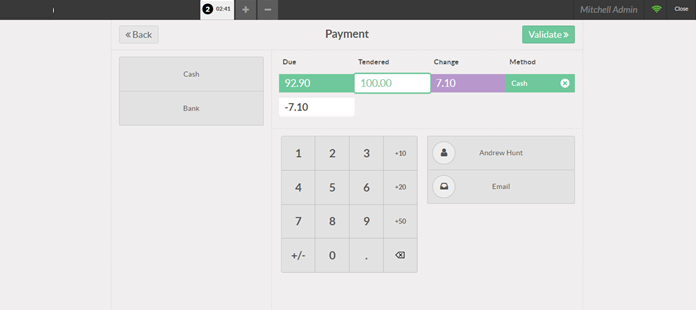 2 02:41 + − Mitchell Admin Close
« Back Payment Validate »
Due Tendered Change Method
92.90 100.00 7.10 Cash
-7.10
Cash
Bank
1 2 3 +10
4 5 6 +20
7 8 9 +50
+/- 0 .
Andrew Hunt
Email